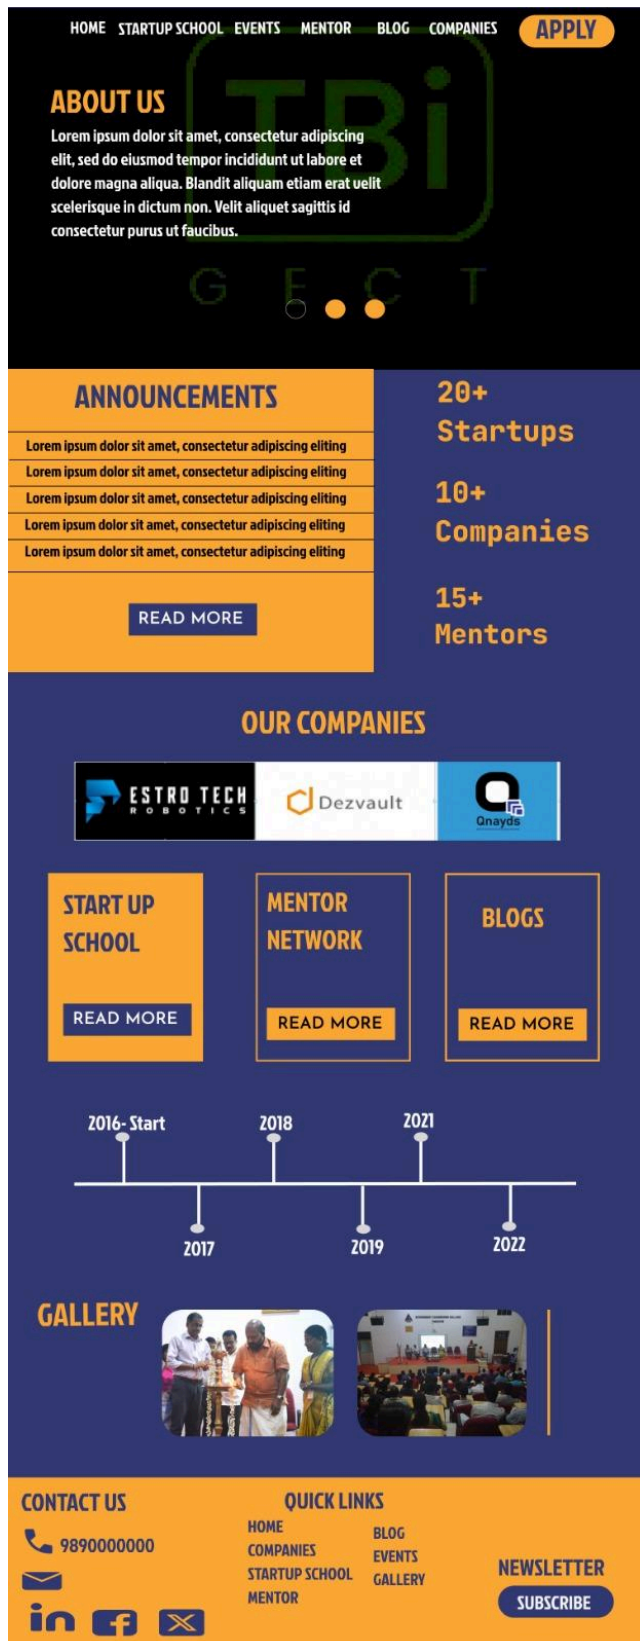 HOME STARTUP SCHOOL EVENTS MENTOR BLOG COMPANIES APPLY
TBi
GECT
ABOUT US
Lorem ipsum dolor sit amet, consectetur adipiscing
elit, sed do eiusmod tempor incididunt ut labore et
dolore magna aliqua. Blandit aliquam etiam erat uelit
scelerisque in dictum non. Velit aliquet sagittis id
consectetur purus ut faucibus.
ANNOUNCEMENTS
Lorem ipsum dolor sit amet, consectetur adipiscing eliting
Lorem ipsum dolor sit amet, consectetur adipiscing eliting
Lorem ipsum dolor sit amet, consectetur adipiscing eliting
Lorem ipsum dolor sit amet, consectetur adipiscing eliting
Lorem ipsum dolor sit amet, consectetur adipiscing eliting
READ MORE
20+
Startups
10+
Companies
15+
Mentors
OUR COMPANIES
ESTRO TECH
ROBOTICS
Dezvault
Qnayds
START UP
SCHOOL
READ MORE
MENTOR
NETWORK
READ MORE
BLOGS
READ MORE
2016- Start
2017
2018
2019
2021
2022
GALLERY
CONTACT US
9890000000
in
QUICK LINKS
HOME
COMPANIES
STARTUP SCHOOL
MENTOR
BLOG
EVENTS
GALLERY
NEWSLETTER
SUBSCRIBE